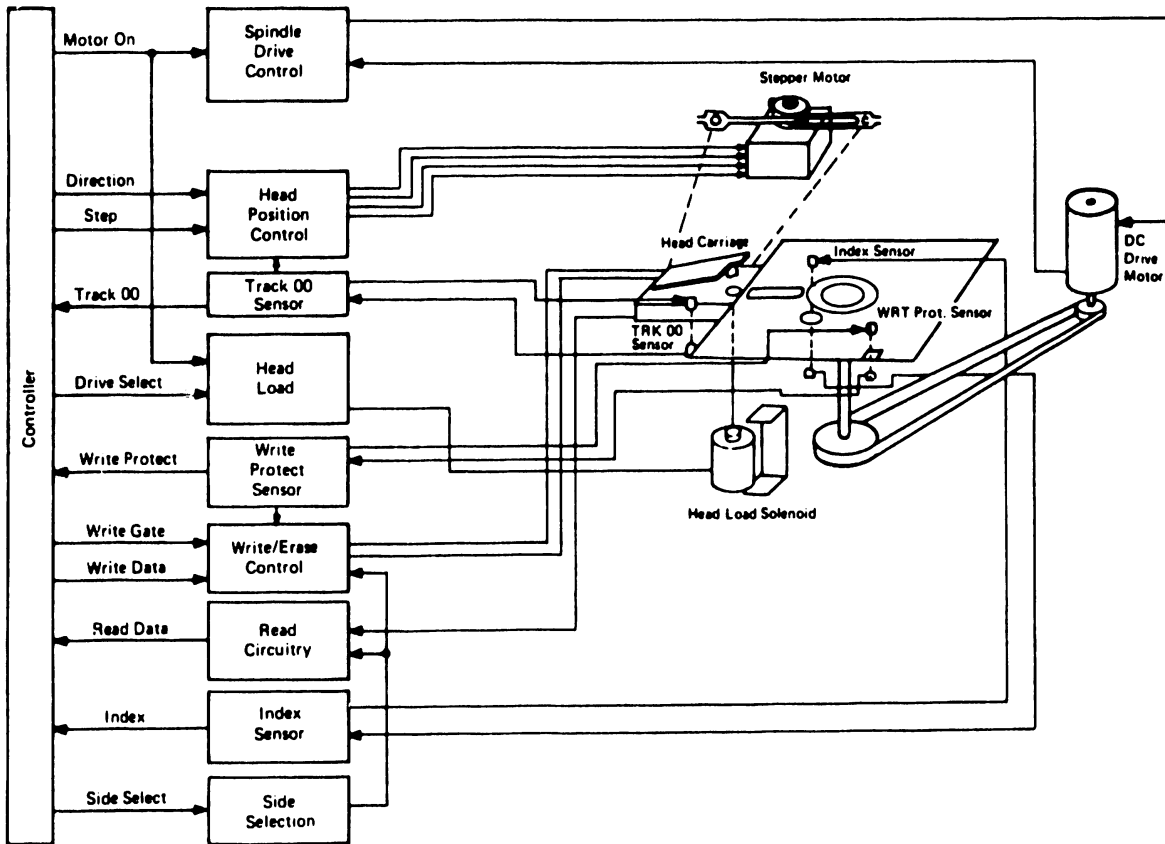 Controller
Motor On
Spindle
Drive
Control
Stepper Motor
Direction
Step
Head
Position
Control
DC
Drive
Motor
Head Carriage
Index Sensor
Track 00
Track 00
Sensor
TRK 00
Sensor
WRT Prot. Sensor
Drive Select
Head
Load
Write Protect
Write
Protect
Sensor
Head Load Solenoid
Write Gate
Write Data
Write/Erase
Control
Read Data
Read
Circuitry
Index
Index
Sensor
Side Select
Side
Selection